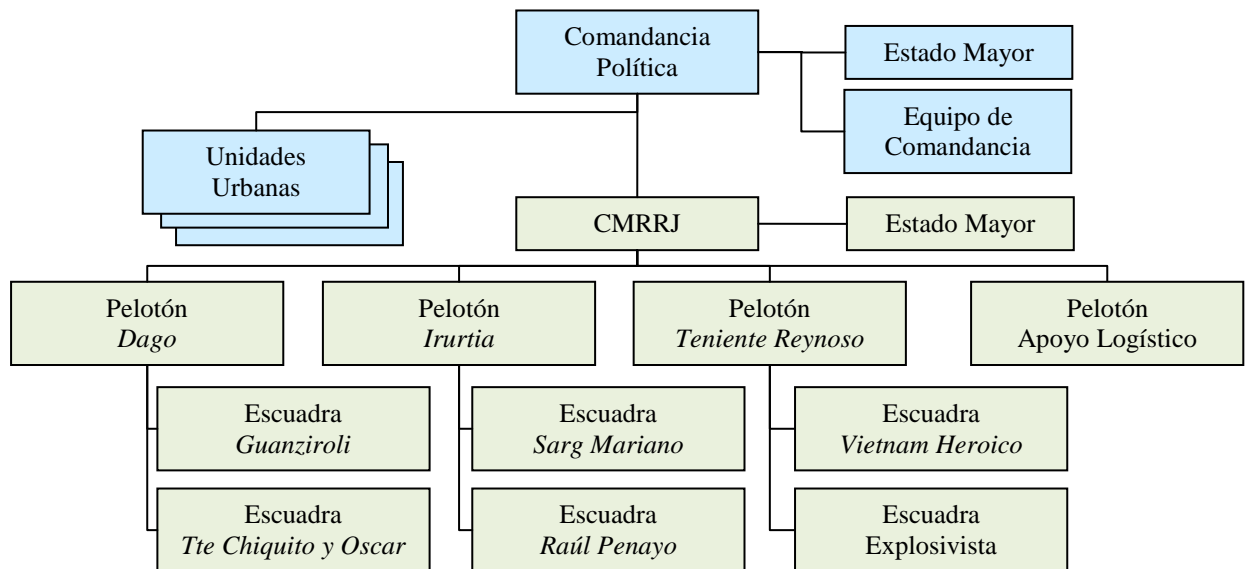 Comandancia
Política
Estado Mayor
Equipo de
Comandancia
Unidades
Urbanas
CMRRJ
Estado Mayor
Pelotón
Dago
Pelotón
Irurtia
Pelotón
Teniente Reynoso
Pelotón
Apoyo Logístico
Escuadra
Guanziroli
Escuadra
Sarg Mariano
Escuadra
Vietnam Heroico
Escuadra
Tte Chiquito y Oscar
Escuadra
Raúl Penayo
Escuadra
Explosivista